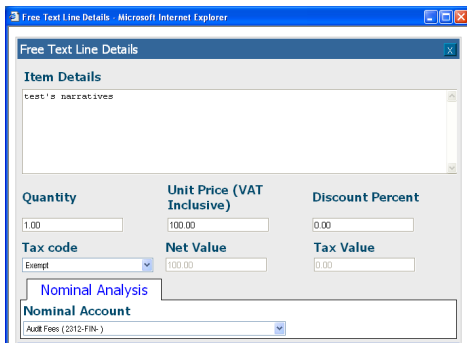 Free Text Line Details - Microsoft Internet Explorer
Free Text Line Details
X
Item Details
test's narratives
Quantity
Unit Price (VAT Inclusive)
Discount Percent
1.00
100.00
0.00
Tax code
Net Value
Tax Value
Exempt
100.00
0.00
Nominal Analysis
Nominal Account
Audit Fees ( 2312-FIN- )